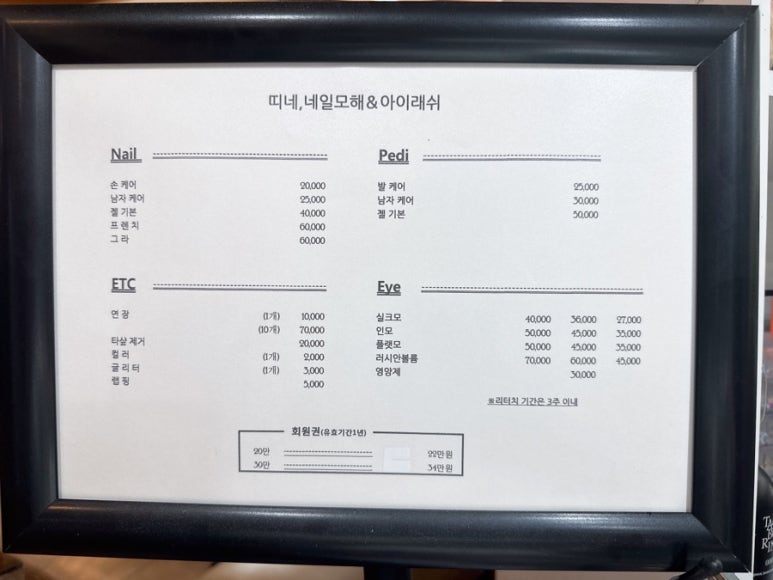 띠네,네일모해&아이래쉬
Nail
손 케어 20,000
남자 케어 25,000
젤 기본 40,000
프 렌 치 60,000
그 라 60,000
Pedi
발 케어 25,000
남자 케어 30,000
젤 기본 50,000
ETC
연 장 (1개) 10,000
(10개) 70,000
타샵 제거 20,000
컬 러 (1개) 2,000
글 리 터 (1개) 3,000
랩 핑 5,000
Eye
실크모 40,000 36,000 27,000
인모 50,000 45,000 35,000
플랫모 50,000 45,000 35,000
러시안볼륨 70,000 60,000 45,000
영양제 30,000
※리터치 기간은 3주 이내
회원권(유효기간1년)
20만 22만원
30만 34만원